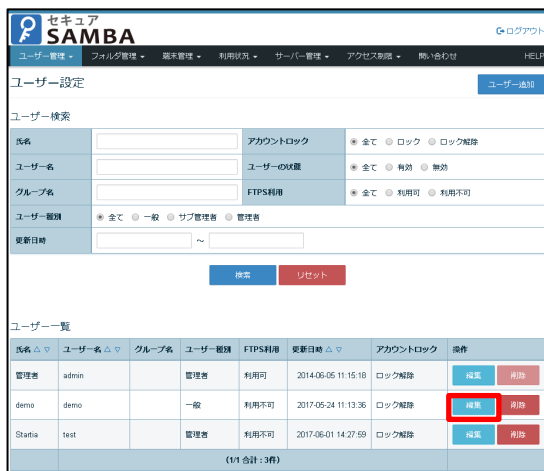 セキュア
SAMBA
ログアウト
ユーザー管理 フォルダ管理 端末管理 利用状況 サーバー管理 アクセス制限 問い合わせ HELP
ユーザー設定
ユーザー追加
ユーザー検索
氏名 アカウントロック 全て ロック ロック解除
ユーザー名 ユーザーの状態 全て 有効 無効
グループ名 FTPS利用 全て 利用可 利用不可
ユーザー種別 全て 一般 サブ管理者 管理者
更新日時 ～
検索 リセット
ユーザー一覧
氏名 △ ▽ ユーザー名 △ ▽ グループ名 ユーザー種別 FTPS利用 更新日時 △ ▽ アカウントロック 操作
管理者 admin 管理者 利用可 2014-06-05 11:15:18 ロック解除 編集 削除
demo demo 一般 利用不可 2017-05-24 11:13:36 ロック解除 編集 削除
Startia test 管理者 利用不可 2017-06-01 14:27:59 ロック解除 編集 削除
(1/1 合計 : 3件)